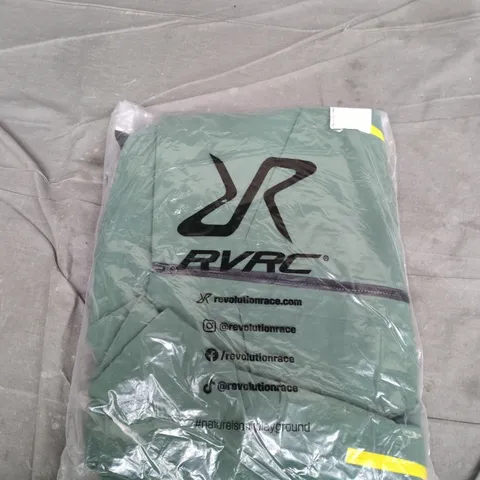 RVRC®
revolutionrace.com
@revolutionrace
/revolutionrace
@revolutionrace